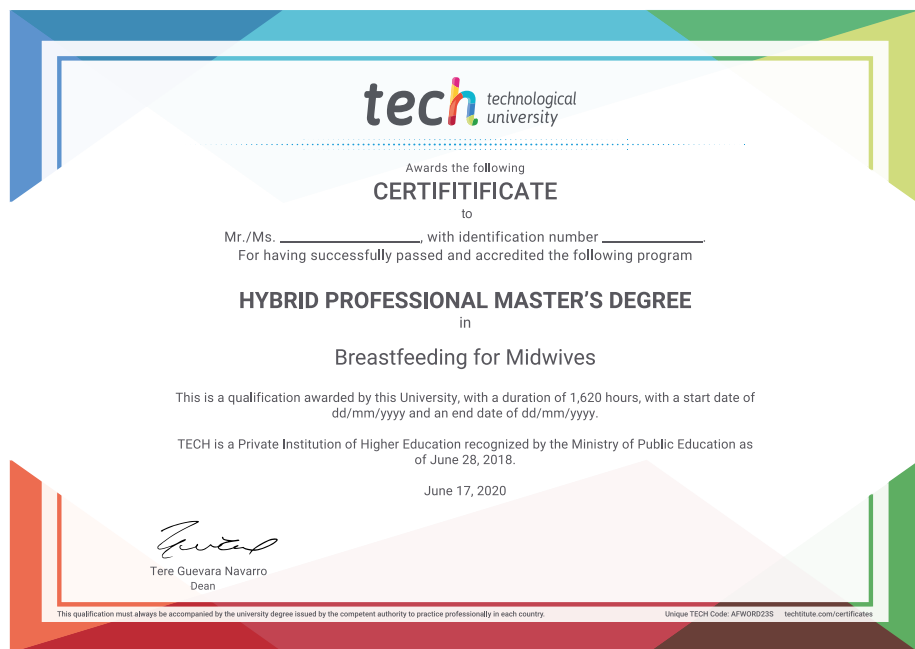 tech technological
university
Awards the following
CERTIFITIFICATE
to
Mr./Ms. ____________________, with identification number ______________.
For having successfully passed and accredited the following program
HYBRID PROFESSIONAL MASTER'S DEGREE
in
Breastfeeding for Midwives
This is a qualification awarded by this University, with a duration of 1,620 hours, with a start date of
dd/mm/yyyy and an end date of dd/mm/yyyy.
TECH is a Private Institution of Higher Education recognized by the Ministry of Public Education as
of June 28, 2018.
June 17, 2020
Tere Guevara Navarro
Dean
This qualification must always be accompanied by the university degree issued by the competent authority to practice professionally in each country. Unique TECH Code: AFWORD23S techtitute.com/certificates